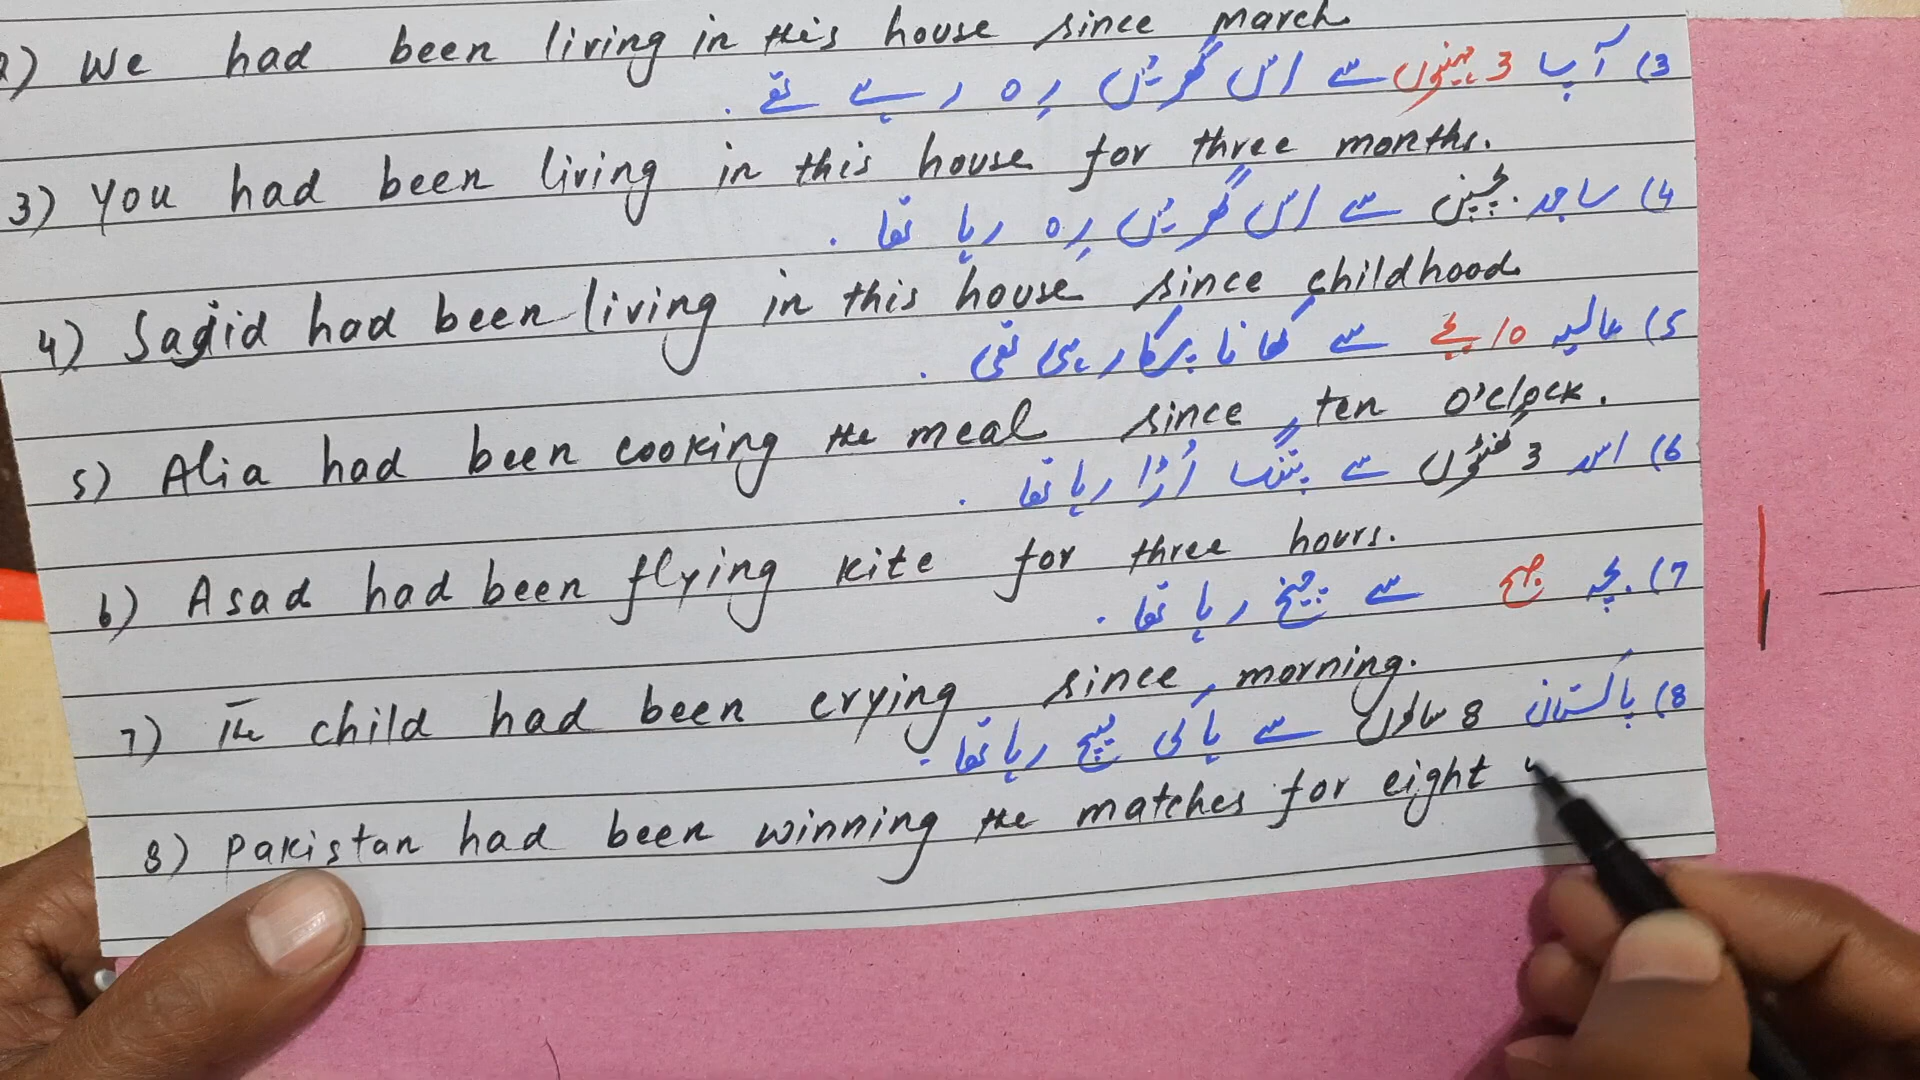 2) We had been living in this house since march.
3) آپ 3 مہینوں سے اس گھر میں رہ رہے تھے .
3) You had been living in this house for three months.
4) ساجد بچپن سے اس گھر میں رہ رہا تھا .
4) Sajid had been living in this house since childhood.
5) عالیہ 10 بجے سے کھانا پکا رہی تھی .
5) Alia had been cooking the meal since ten o'clock.
6) اسد 3 گھنٹوں سے پتنگ اُڑا رہا تھا .
6) Asad had been flying kite for three hours.
7) بچہ صبح سے چیخ رہا تھا .
7) The child had been crying since morning.
8) پاکستان 8 سالوں سے میچ رہا تھا .
8) Pakistan had been winning the matches for eight